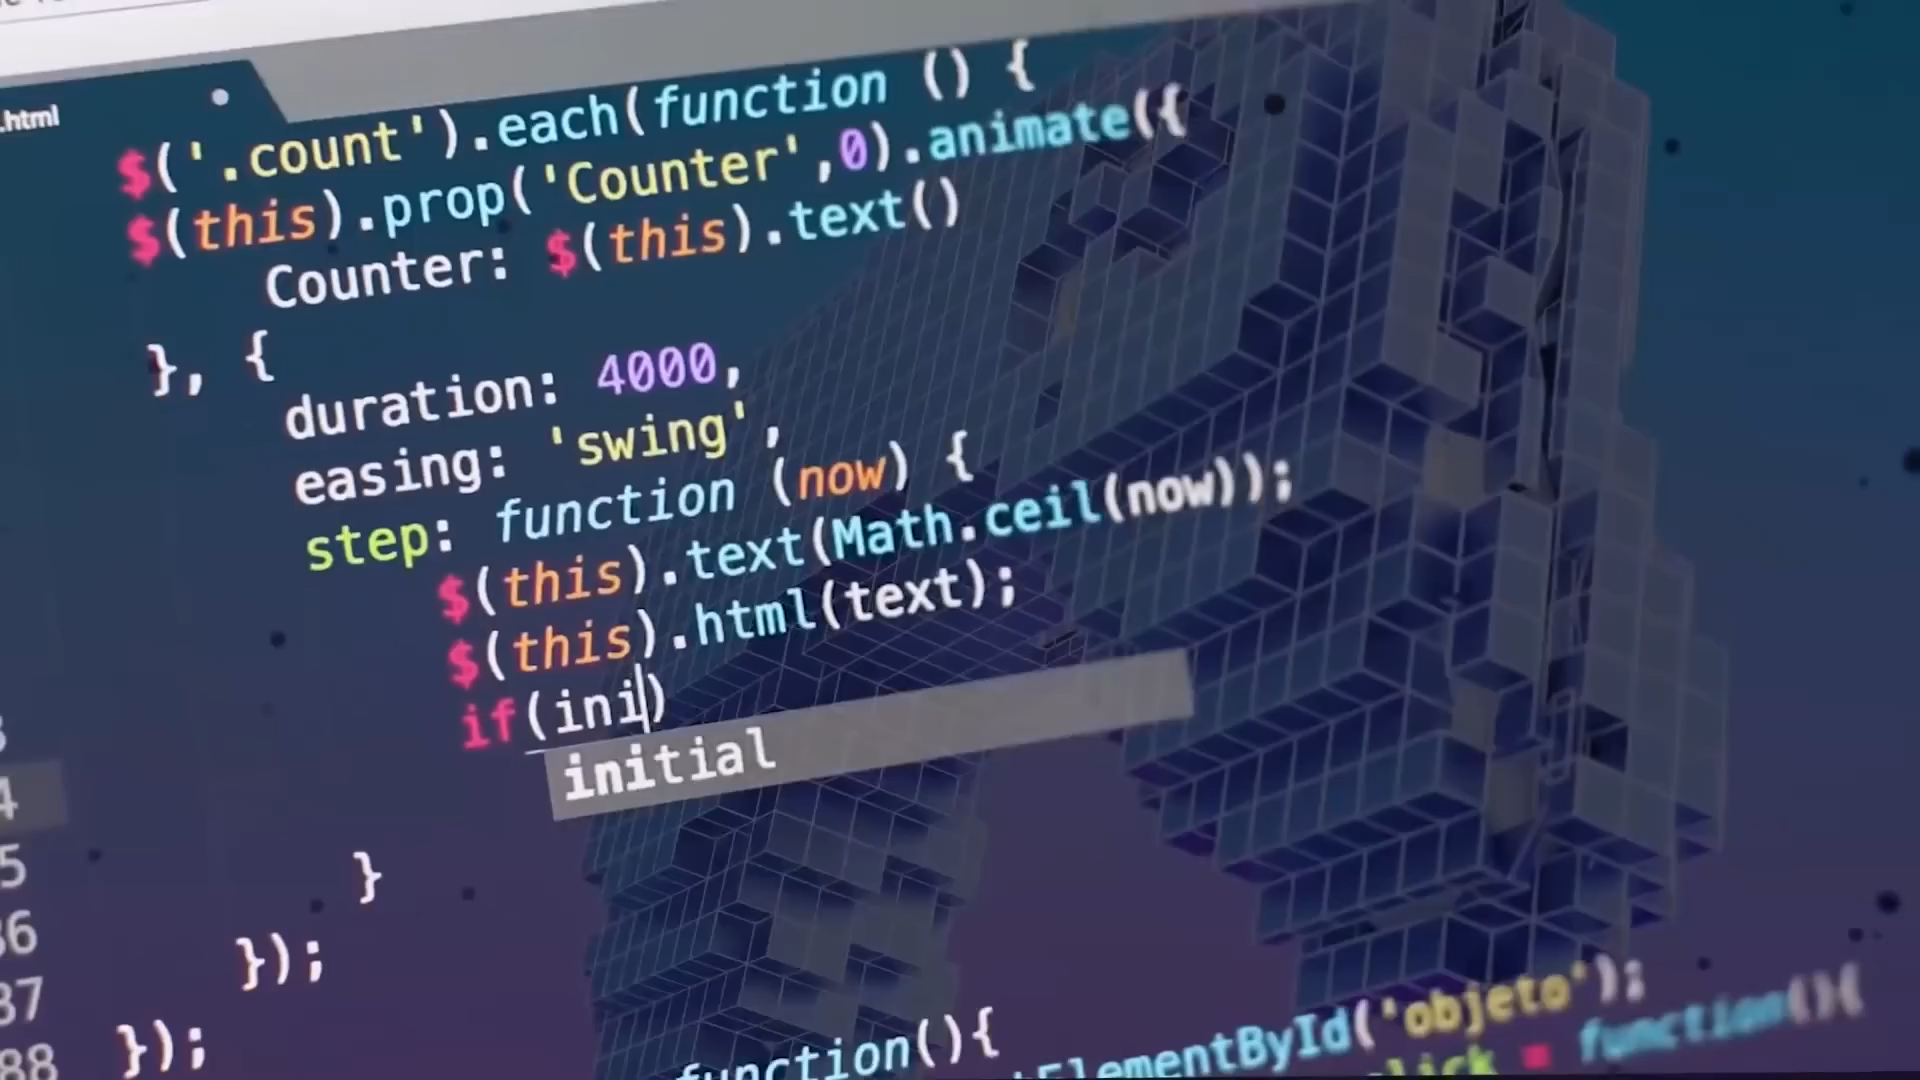 .html
$('.count').each(function () {
$(this).prop('Counter',0).animate({
Counter: $(this).text()
}, {
duration: 4000,
easing: 'swing',
step: function (now) {
$(this).text(Math.ceil(now));
$(this).html(text);
if(ini)
initial
4
5
}
36
});
37
88 });
function(){
ElementById('objeto');
click = function(){